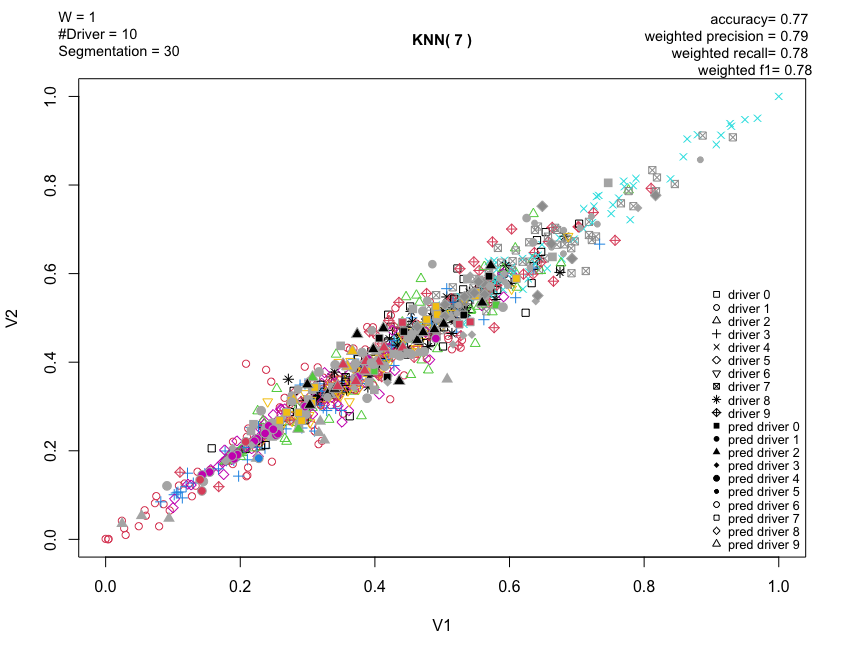 W = 1
#Driver = 10
Segmentation = 30
KNN( 7 )
accuracy= 0.77
weighted precision = 0.79
weighted recall= 0.78
weighted f1= 0.78
1.0
0.8
0.6
0.4
0.2
0.0
V2
driver 0
driver 1
driver 2
driver 3
driver 4
driver 5
driver 6
driver 7
driver 8
driver 9
pred driver 0
pred driver 1
pred driver 2
pred driver 3
pred driver 4
pred driver 5
pred driver 6
pred driver 7
pred driver 8
pred driver 9
0.0 0.2 0.4 0.6 0.8 1.0
V1